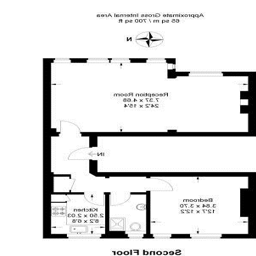 Approximate Gross Internal Area
65 sq m / 700 sq ft
N
Reception Room
7.37 x 4.68
24'2 x 15'4
IN
Kitchen
2.50 x 2.03
8'2 x 6'8
Bedroom
3.84 x 3.70
12'7 x 12'2
Second Floor